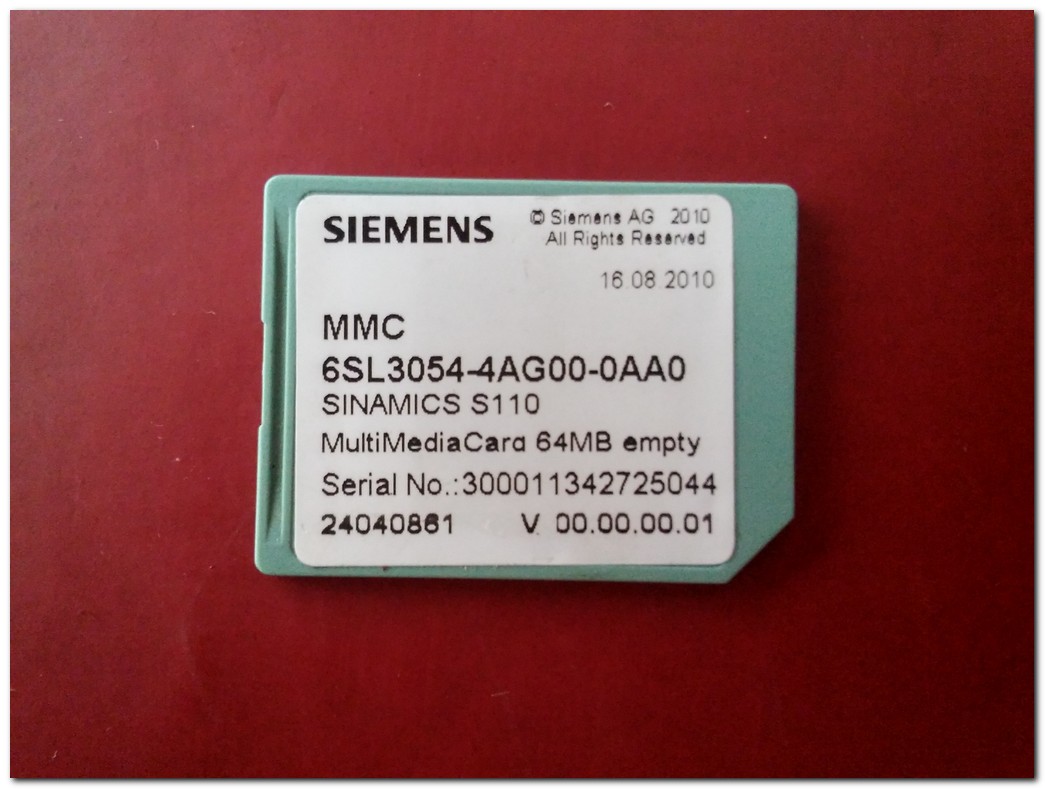 SIEMENS
© Siemens AG 2010
All Rights Reserved
16.08.2010
MMC
6SL3054-4AG00-0AA0
SINAMICS S110
MultiMediaCard 64MB empty
Serial No.:300011342725044
24040861 V 00.00.00.01